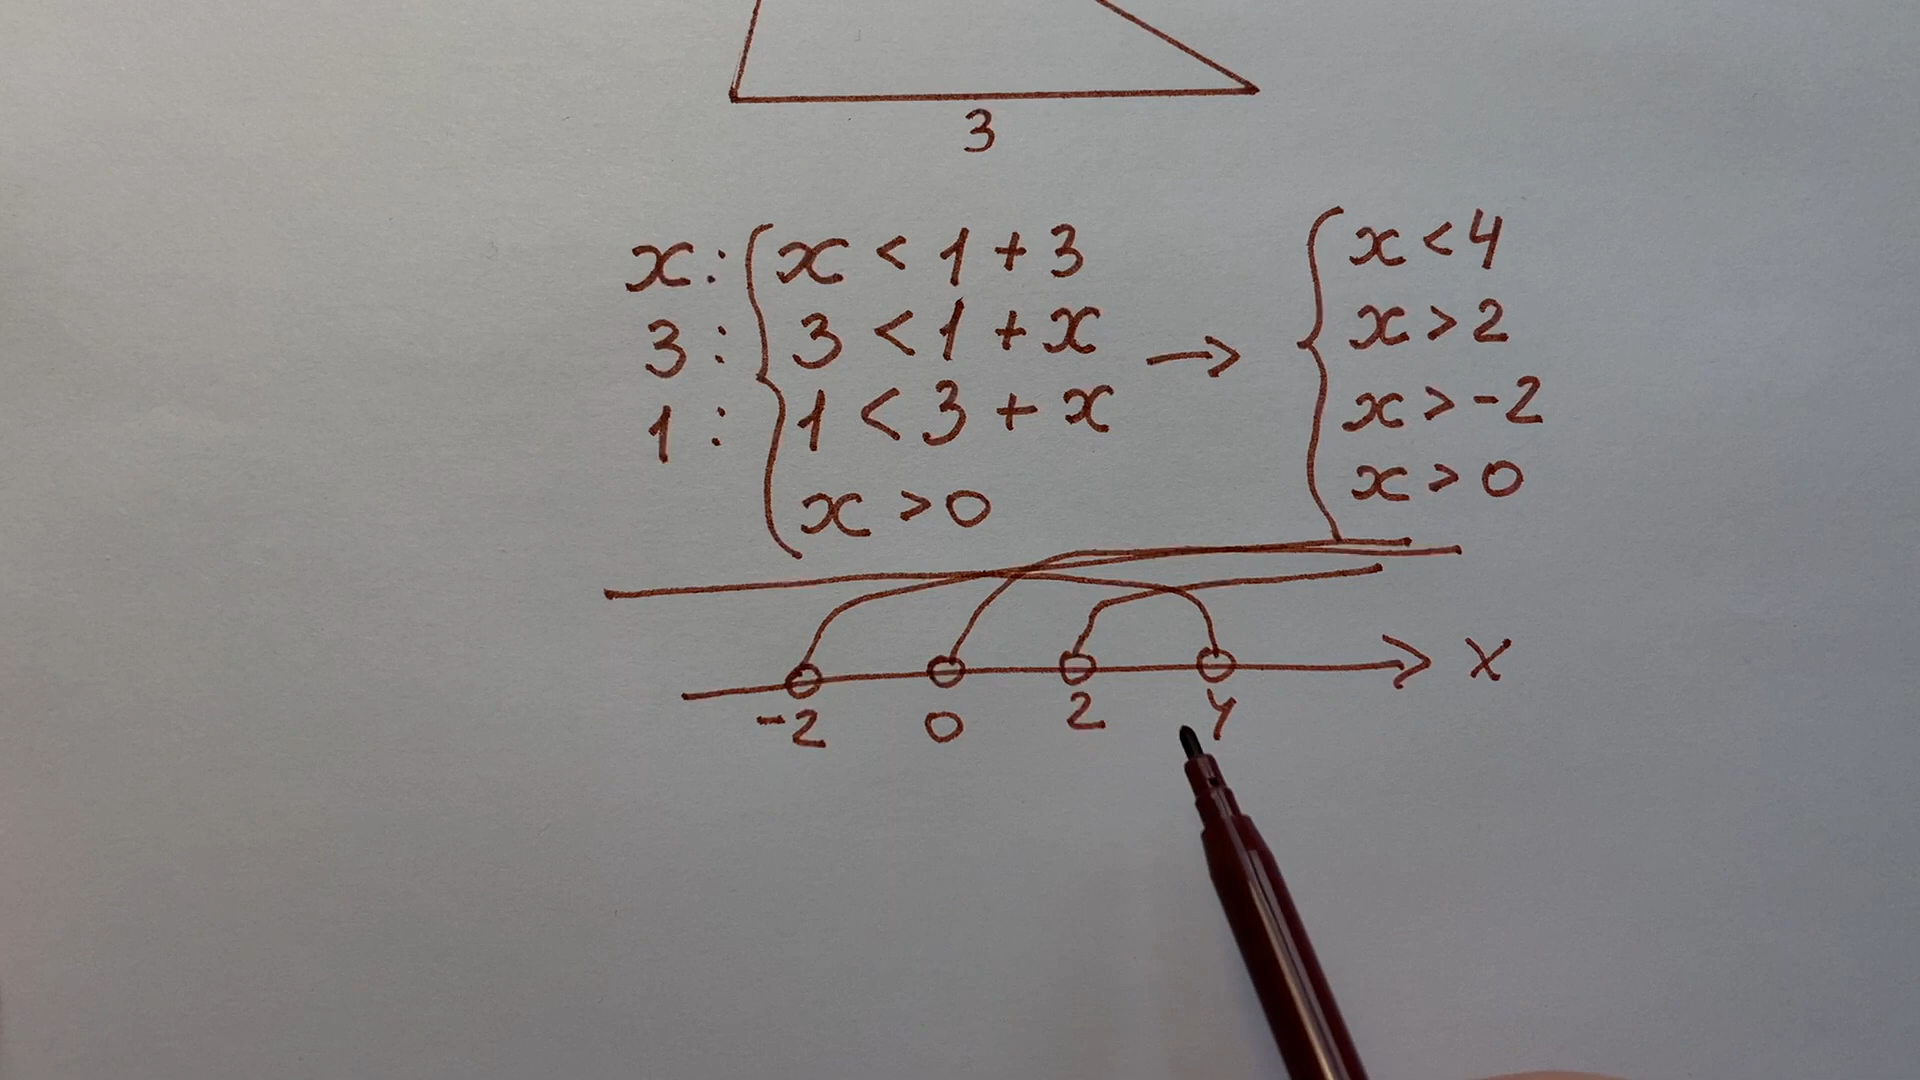 3
x: { x < 1 + 3
3: 3 < 1 + x
1: 1 < 3 + x
x > 0
→
{ x < 4
x > 2
x > -2
x > 0
-2 0 2 4 x